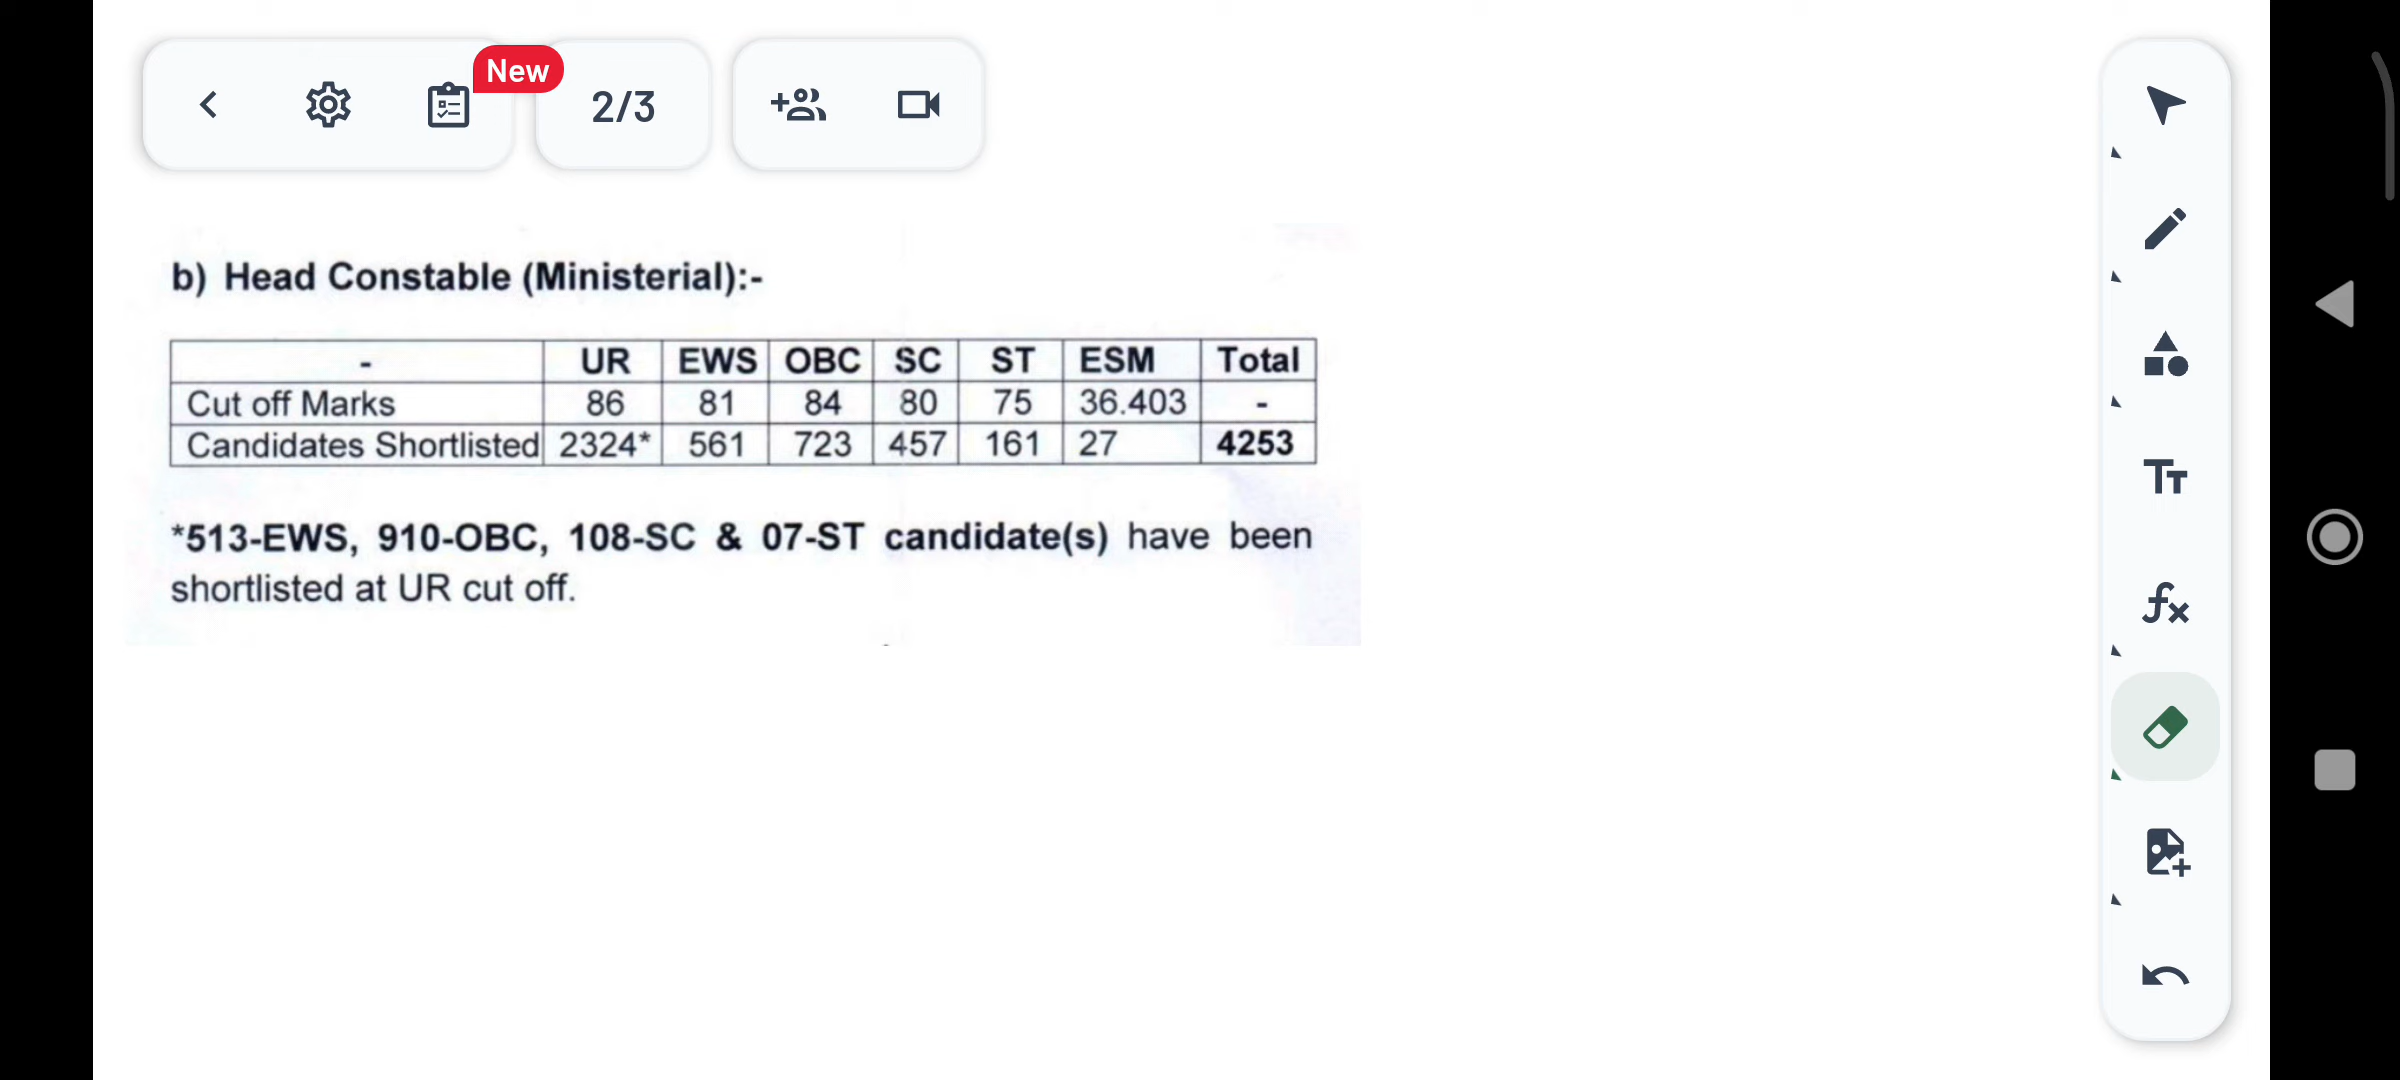 New
2/3
b) Head Constable (Ministerial):-
- UR EWS OBC SC ST ESM Total
Cut off Marks 86 81 84 80 75 36.403 -
Candidates Shortlisted 2324* 561 723 457 161 27 4253
*513-EWS, 910-OBC, 108-SC & 07-ST candidate(s) have been
shortlisted at UR cut off.
Tт
fx